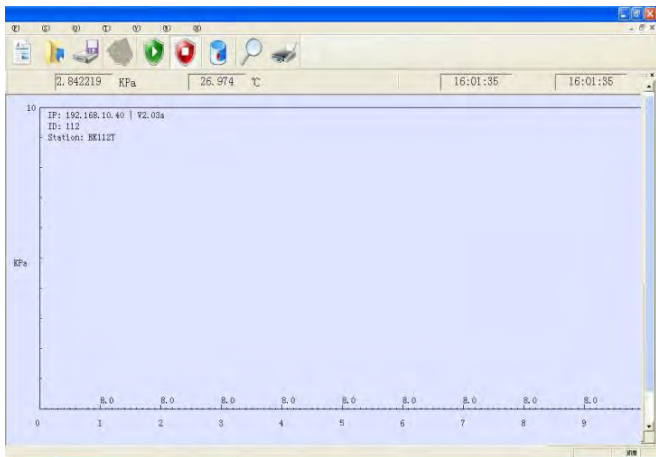 (F) (S) (Q) (T) (V) (W) (H)
2.842219 KPa 26.974 ℃ 16:01:35 16:01:35
10
IP: 192.168.10.40 | V2.03a
ID: 112
Station: BK112T
KPa
8.0 8.0 8.0 8.0 8.0 8.0 8.0 8.0 8.0
0 1 2 3 4 5 6 7 8 9
NUM